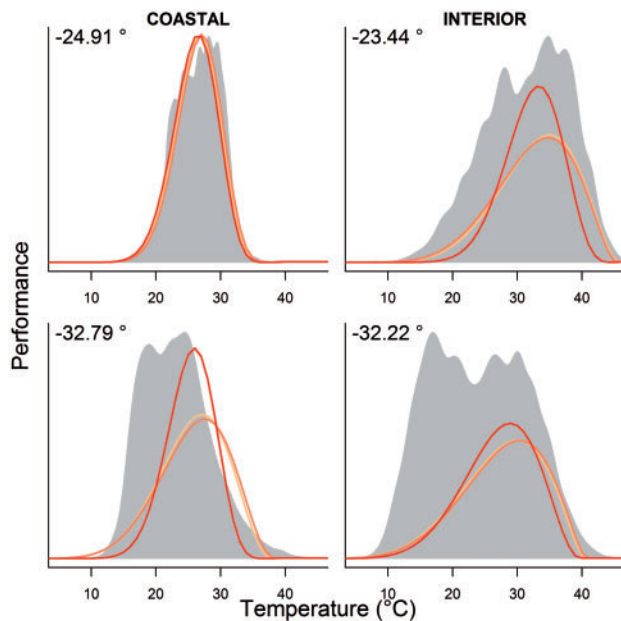 COASTAL INTERIOR
-24.91 ° -23.44 °
10 20 30 40 10 20 30 40
Performance
-32.79 ° -32.22 °
10 20 30 40 10 20 30 40
Temperature (°C)